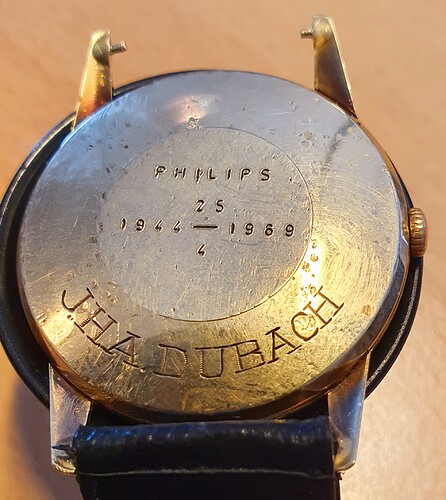 PHILIPS
25
1944 — 1969
4
J.H.A. DUBACH